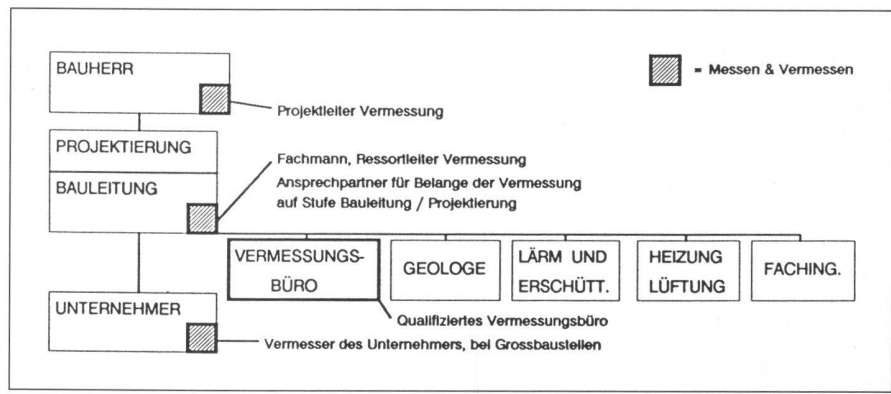 BAUHERR
= Messen & Vermessen
Projektleiter Vermessung
PROJEKTIERUNG
Fachmann, Ressortleiter Vermessung
BAULEITUNG
Ansprechpartner für Belange der Vermessung
auf Stufe Bauleitung / Projektierung
VERMESSUNGS-
BÜRO
GEOLOGE
LÄRM UND
ERSCHÜTT.
HEIZUNG
LÜFTUNG
FACHING.
UNTERNEHMER
Qualifiziertes Vermessungsbüro
Vermesser des Unternehmers, bei Grossbaustellen